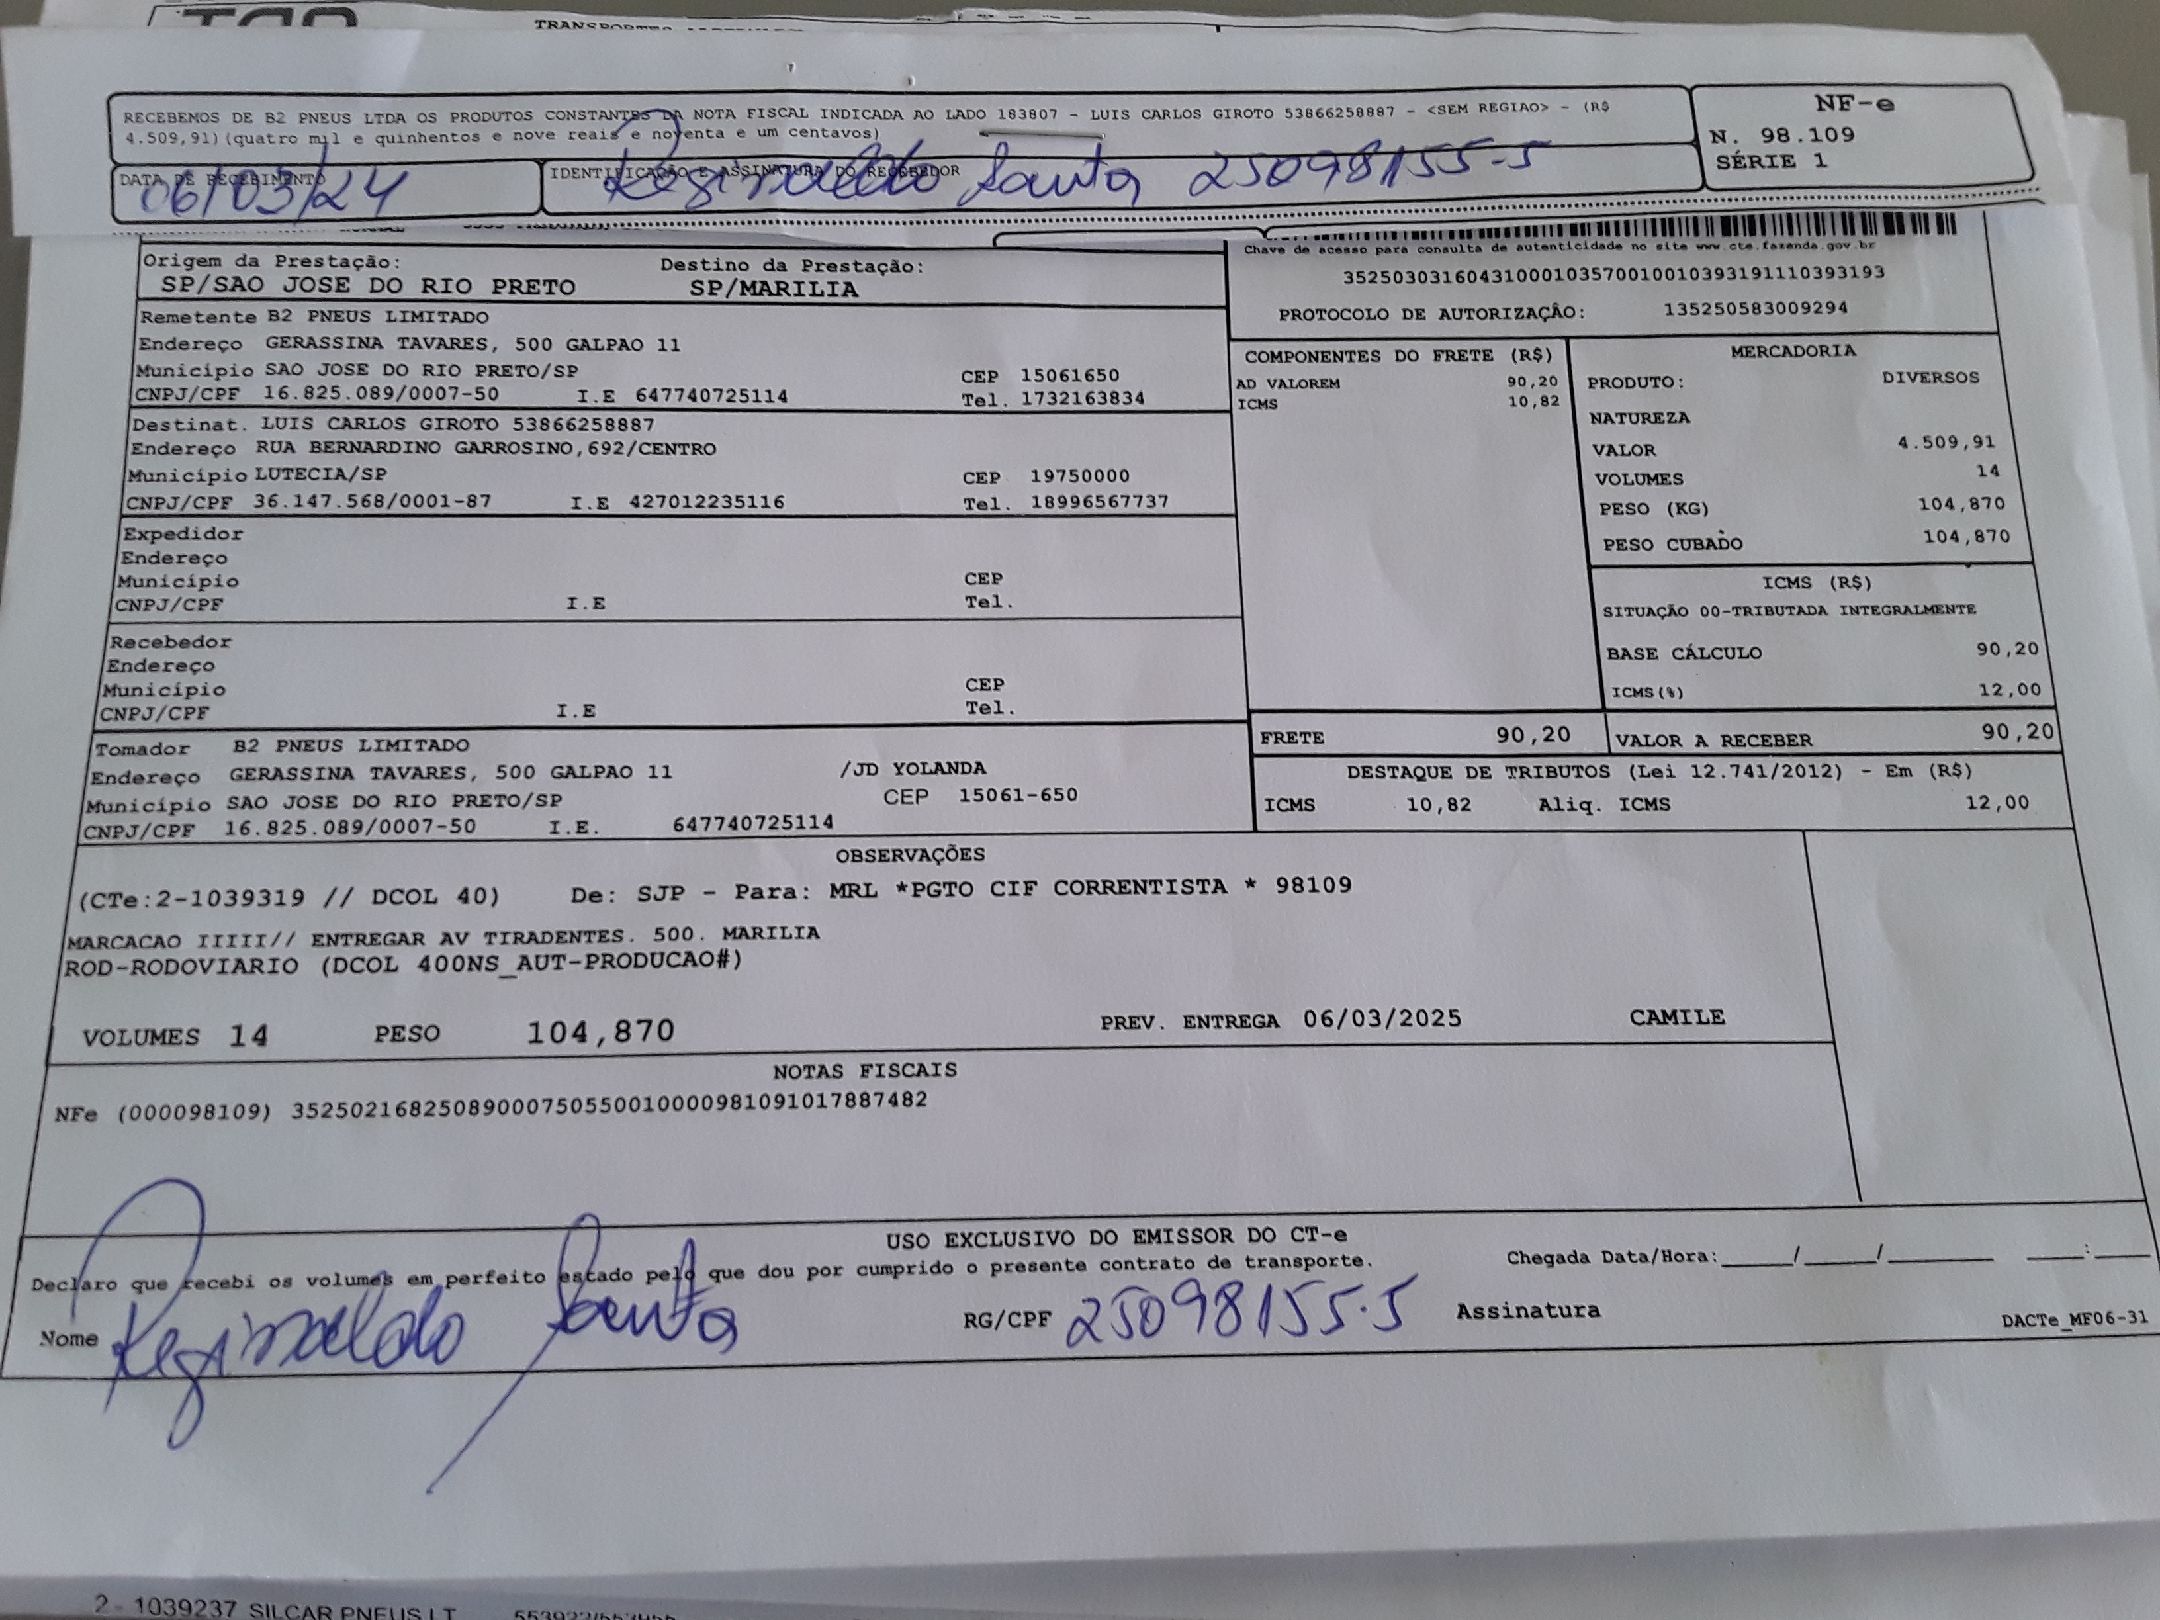 RECEBEMOS DE B2 PNEUS LTDA OS PRODUTOS CONSTANTES DA NOTA FISCAL INDICADA AO LADO 183807 - LUIS CARLOS GIROTO 53866258887 - <SEM REGIAO> - (R$
4.509,91)(quatro mil e quinhentos e nove reais e noventa e um centavos)
NF-e
N. 98.109
SÉRIE 1
DATA DE RECEBIMENTO
06/03/24
IDENTIFICAÇÃO E ASSINATURA DO RECEBEDOR
Reginaldo Santa 25098155-5
Chave de acesso para consulta de autenticidade no site www.cte.fazenda.gov.br
35250303160431000103570010010393191110393193
PROTOCOLO DE AUTORIZAÇÃO: 135250583009294
Origem da Prestação: Destino da Prestação:
SP/SAO JOSE DO RIO PRETO SP/MARILIA
Remetente B2 PNEUS LIMITADO
Endereço GERASSINA TAVARES, 500 GALPAO 11
Município SAO JOSE DO RIO PRETO/SP CEP 15061650
CNPJ/CPF 16.825.089/0007-50 I.E 647740725114 Tel. 1732163834
Destinat. LUIS CARLOS GIROTO 53866258887
Endereço RUA BERNARDINO GARROSINO,692/CENTRO
Município LUTECIA/SP CEP 19750000
CNPJ/CPF 36.147.568/0001-87 I.E 427012235116 Tel. 18996567737
Expedidor
Endereço
Município CEP
CNPJ/CPF I.E Tel.
Recebedor
Endereço
Município CEP
CNPJ/CPF I.E Tel.
Tomador B2 PNEUS LIMITADO
Endereço GERASSINA TAVARES, 500 GALPAO 11 /JD YOLANDA
Município SAO JOSE DO RIO PRETO/SP CEP 15061-650
CNPJ/CPF 16.825.089/0007-50 I.E. 647740725114
COMPONENTES DO FRETE (R$)
AD VALOREM 90,20
ICMS 10,82
MERCADORIA
PRODUTO: DIVERSOS
NATUREZA
VALOR 4.509,91
VOLUMES 14
PESO (KG) 104,870
PESO CUBADO 104,870
ICMS (R$)
SITUAÇÃO 00-TRIBUTADA INTEGRALMENTE
BASE CÁLCULO 90,20
ICMS(%) 12,00
FRETE 90,20 VALOR A RECEBER 90,20
DESTAQUE DE TRIBUTOS (Lei 12.741/2012) - Em (R$)
ICMS 10,82 Aliq. ICMS 12,00
OBSERVAÇÕES
(CTe:2-1039319 // DCOL 40) De: SJP - Para: MRL *PGTO CIF CORRENTISTA * 98109
MARCACAO IIIII// ENTREGAR AV TIRADENTES. 500. MARILIA
ROD-RODOVIARIO (DCOL 400NS_AUT-PRODUCAO#)
VOLUMES 14 PESO 104,870 PREV. ENTREGA 06/03/2025 CAMILE
NOTAS FISCAIS
NFe (000098109) 35250216825089000750550010000981091017887482
USO EXCLUSIVO DO EMISSOR DO CT-e
Declaro que recebi os volumes em perfeito estado pelo que dou por cumprido o presente contrato de transporte. Chegada Data/Hora:____/____/______ __:____
Nome Reginaldo Santa RG/CPF 25098155-5 Assinatura
DACTe_MF06-31
2 - 1039237 SILCAR PNEUS LT